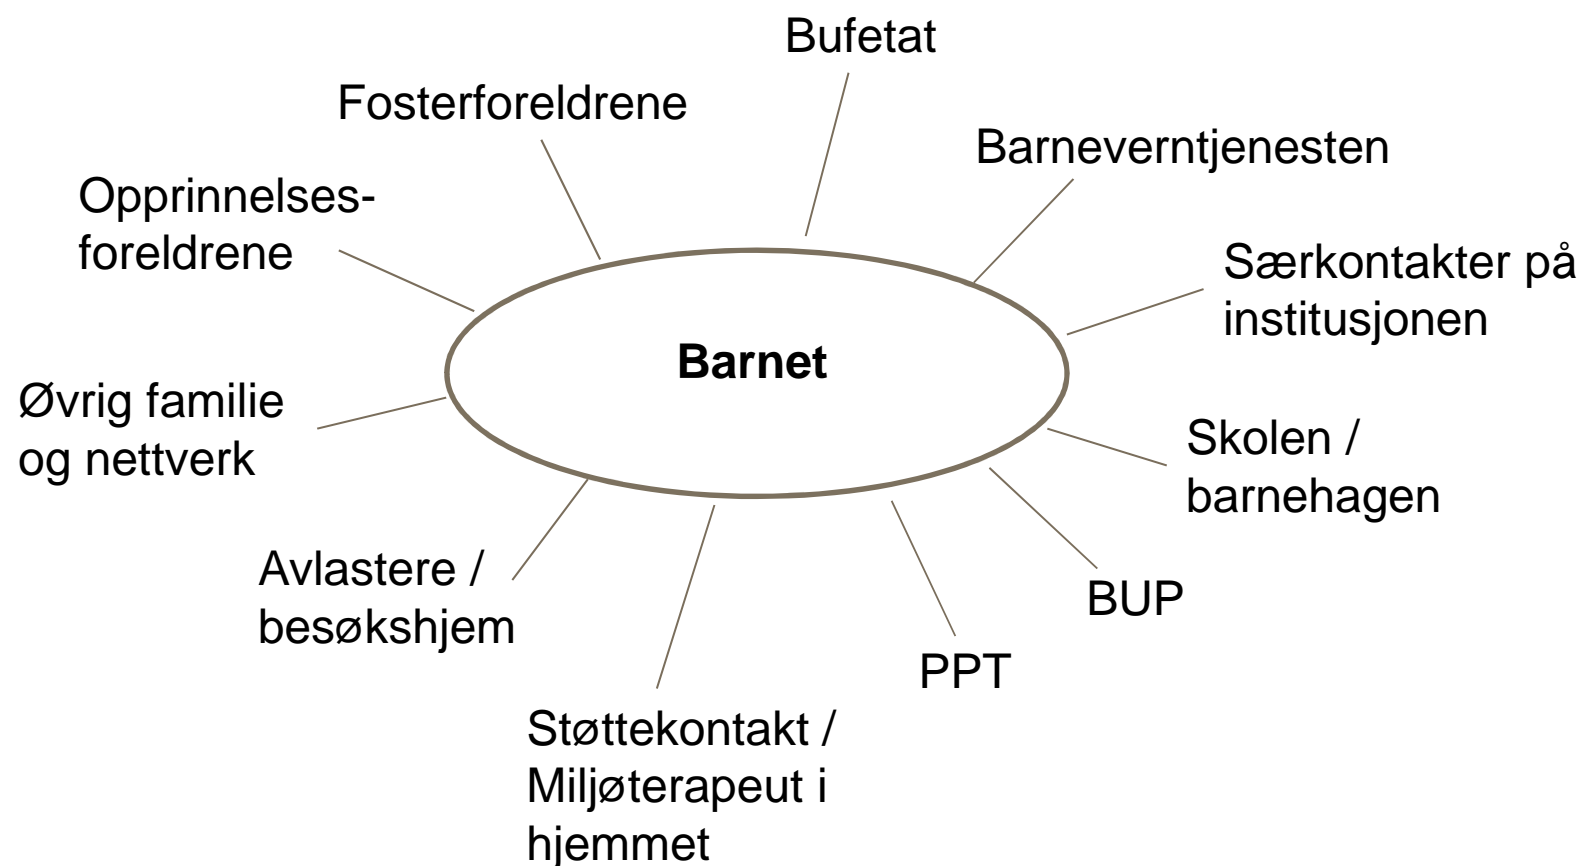 Bufetat
Fosterforeldrene
Barneverntjenesten
Opprinnelses-
foreldrene
Særkontakter på
institusjonen
Barnet
Øvrig familie
og nettverk
Skolen /
barnehagen
Avlastere /
besøkshjem
BUP
PPT
Støttekontakt /
Miljøterapeut i
hjemmet